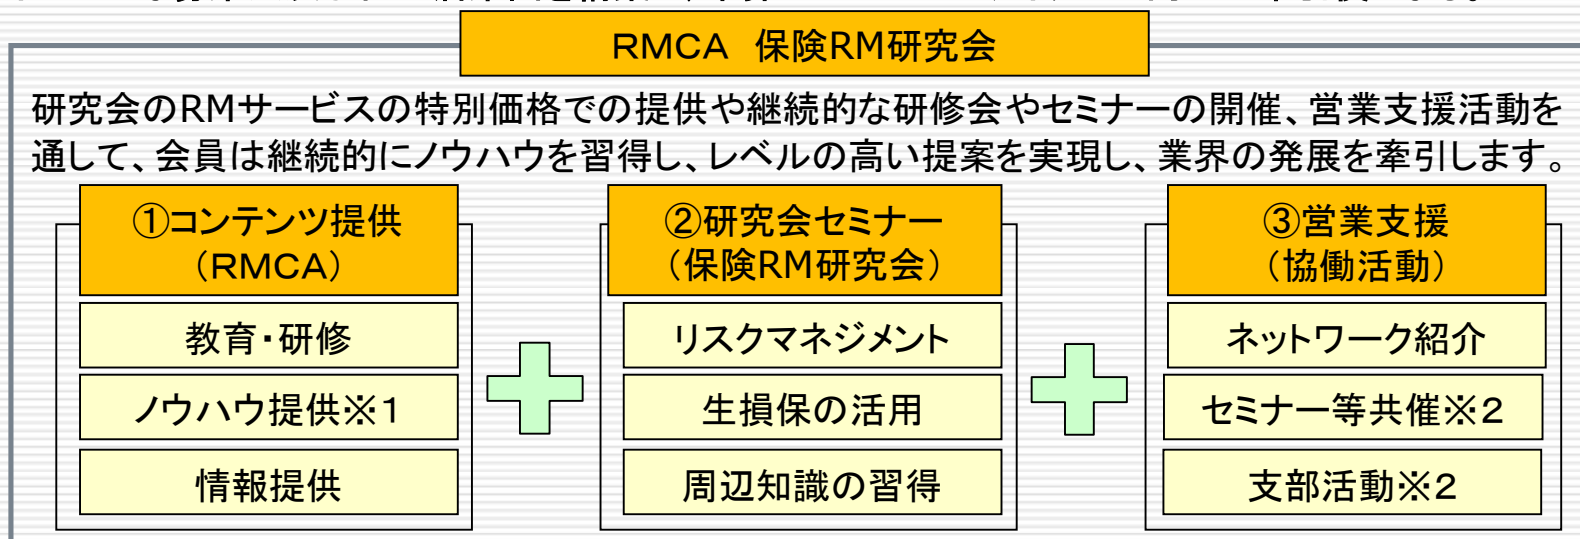 RMCA 保険RM研究会
研究会のRMサービスの特別価格での提供や継続的な研修会やセミナーの開催、営業支援活動を
通して、会員は継続的にノウハウを習得し、レベルの高い提案を実現し、業界の発展を牽引します。
①コンテンツ提供
（RMCA）
教育・研修
ノウハウ提供※1
情報提供
②研究会セミナー
（保険RM研究会）
リスクマネジメント
生損保の活用
周辺知識の習得
③営業支援
（協働活動）
ネットワーク紹介
セミナー等共催※2
支部活動※2